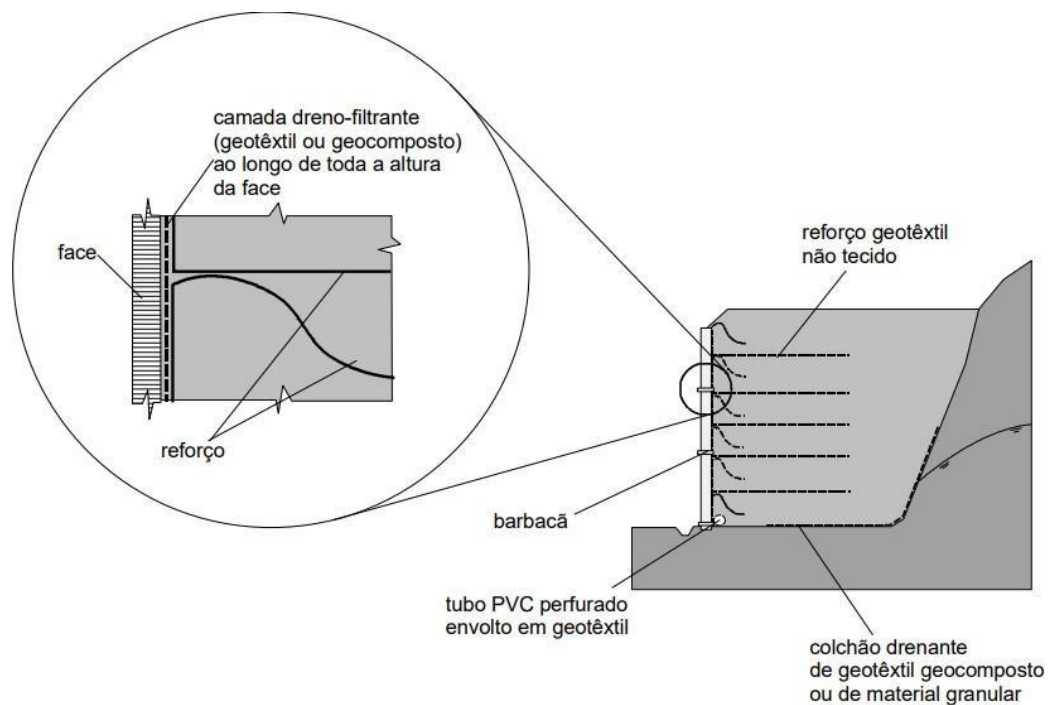 camada dreno-filtrante
(geotêxtil ou geocomposto)
ao longo de toda a altura
da face
face
reforço
reforço geotêxtil
não tecido
barbacã
tubo PVC perfurado
envolto em geotêxtil
colchão drenante
de geotêxtil geocomposto
ou de material granular